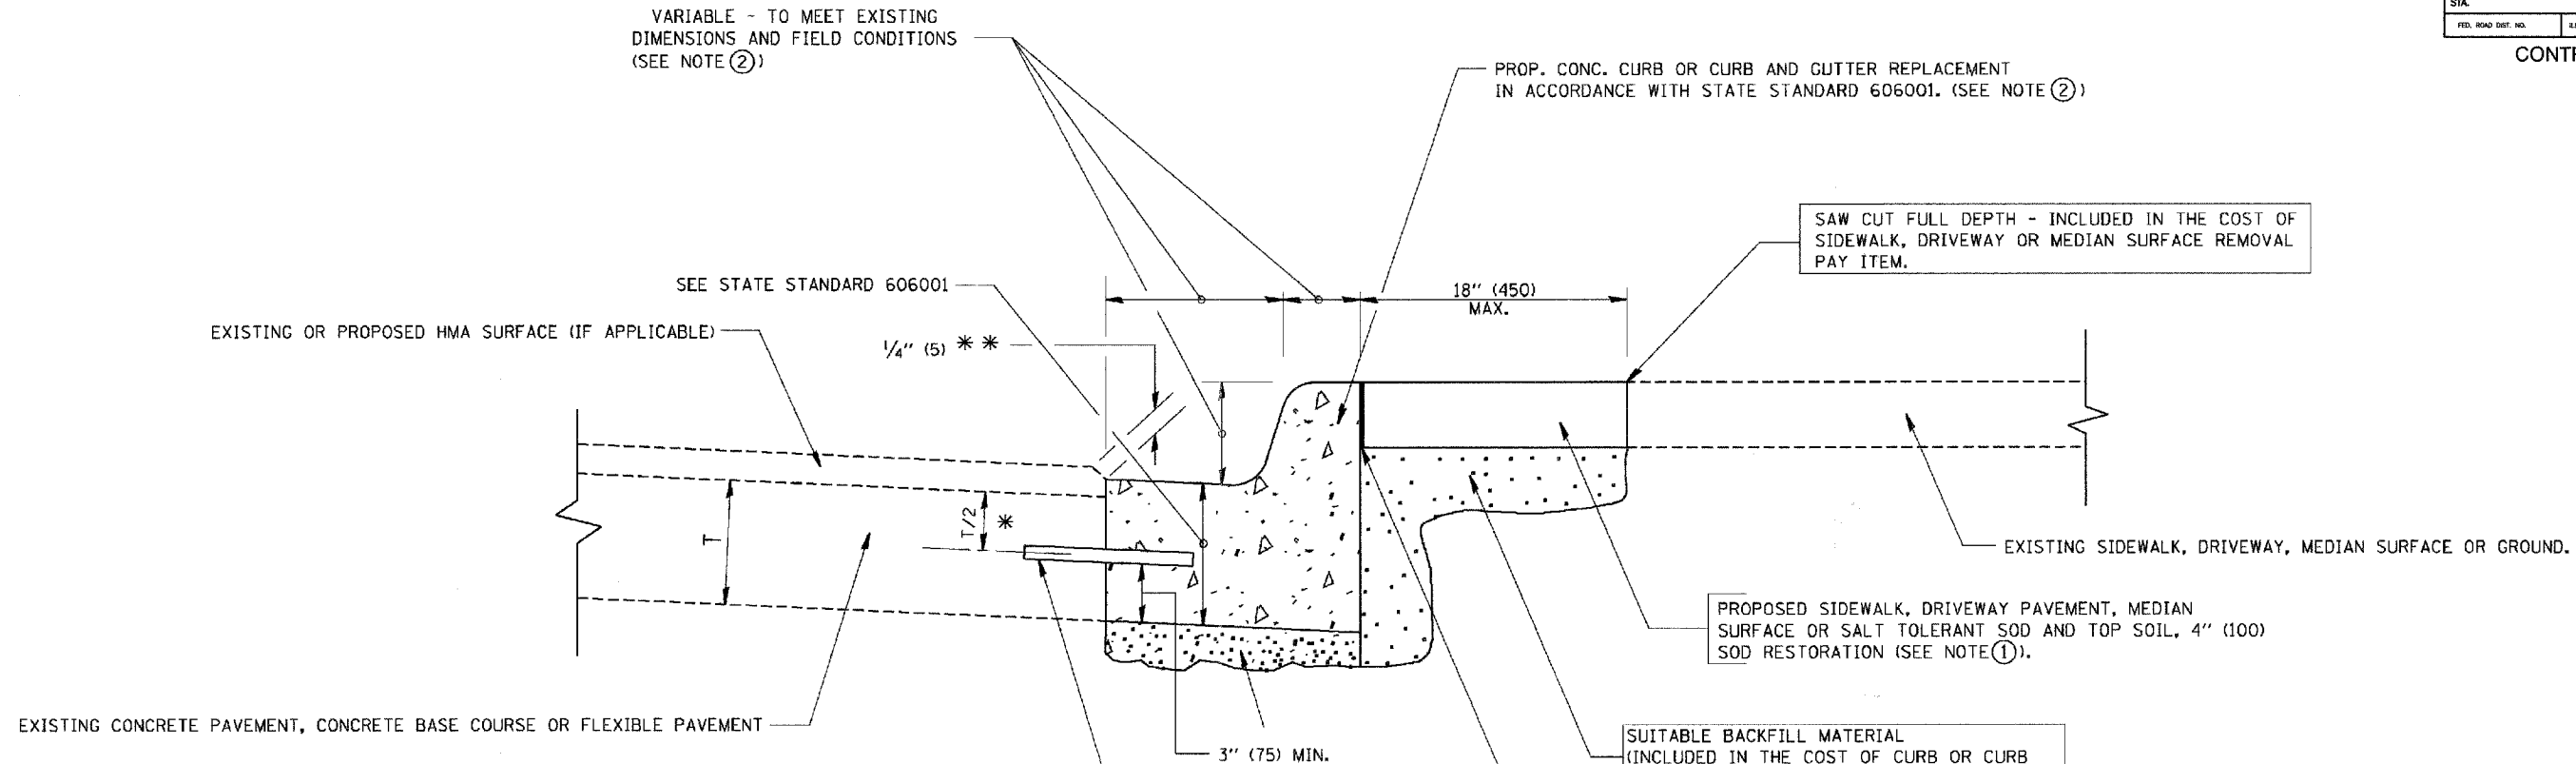 VARIABLE - TO MEET EXISTING
DIMENSIONS AND FIELD CONDITIONS
(SEE NOTE ②)
STA.
FED. ROAD DIST. NO.
CONTR
PROP. CONC. CURB OR CURB AND GUTTER REPLACEMENT
IN ACCORDANCE WITH STATE STANDARD 606001. (SEE NOTE ②)
SAW CUT FULL DEPTH - INCLUDED IN THE COST OF
SIDEWALK, DRIVEWAY OR MEDIAN SURFACE REMOVAL
PAY ITEM.
SEE STATE STANDARD 606001
18" (450)
MAX.
EXISTING OR PROPOSED HMA SURFACE (IF APPLICABLE)
1/4" (5) * *
T
T/2 *
EXISTING SIDEWALK, DRIVEWAY, MEDIAN SURFACE OR GROUND.
PROPOSED SIDEWALK, DRIVEWAY PAVEMENT, MEDIAN
SURFACE OR SALT TOLERANT SOD AND TOP SOIL, 4" (100)
SOD RESTORATION (SEE NOTE ①).
EXISTING CONCRETE PAVEMENT, CONCRETE BASE COURSE OR FLEXIBLE PAVEMENT
3" (75) MIN.
SUITABLE BACKFILL MATERIAL
(INCLUDED IN THE COST OF CURB OR CURB